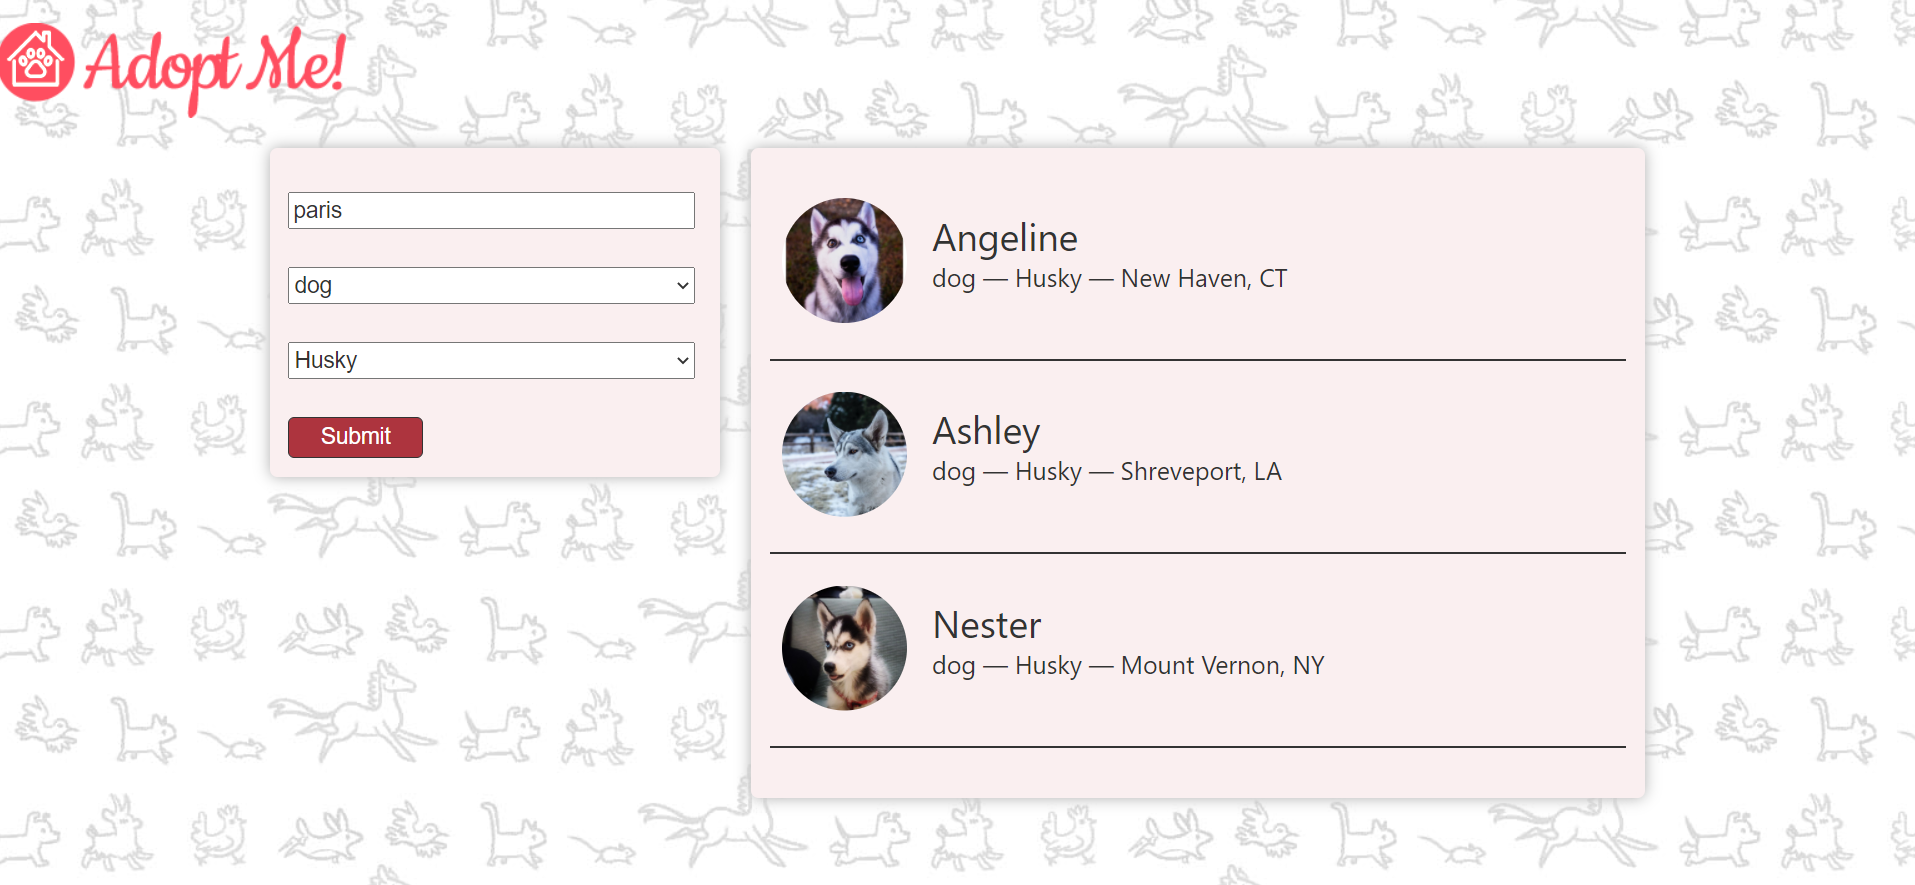 Adopt Me!
paris
dog
Husky
Submit
Angeline
dog — Husky — New Haven, CT
Ashley
dog — Husky — Shreveport, LA
Nester
dog — Husky — Mount Vernon, NY